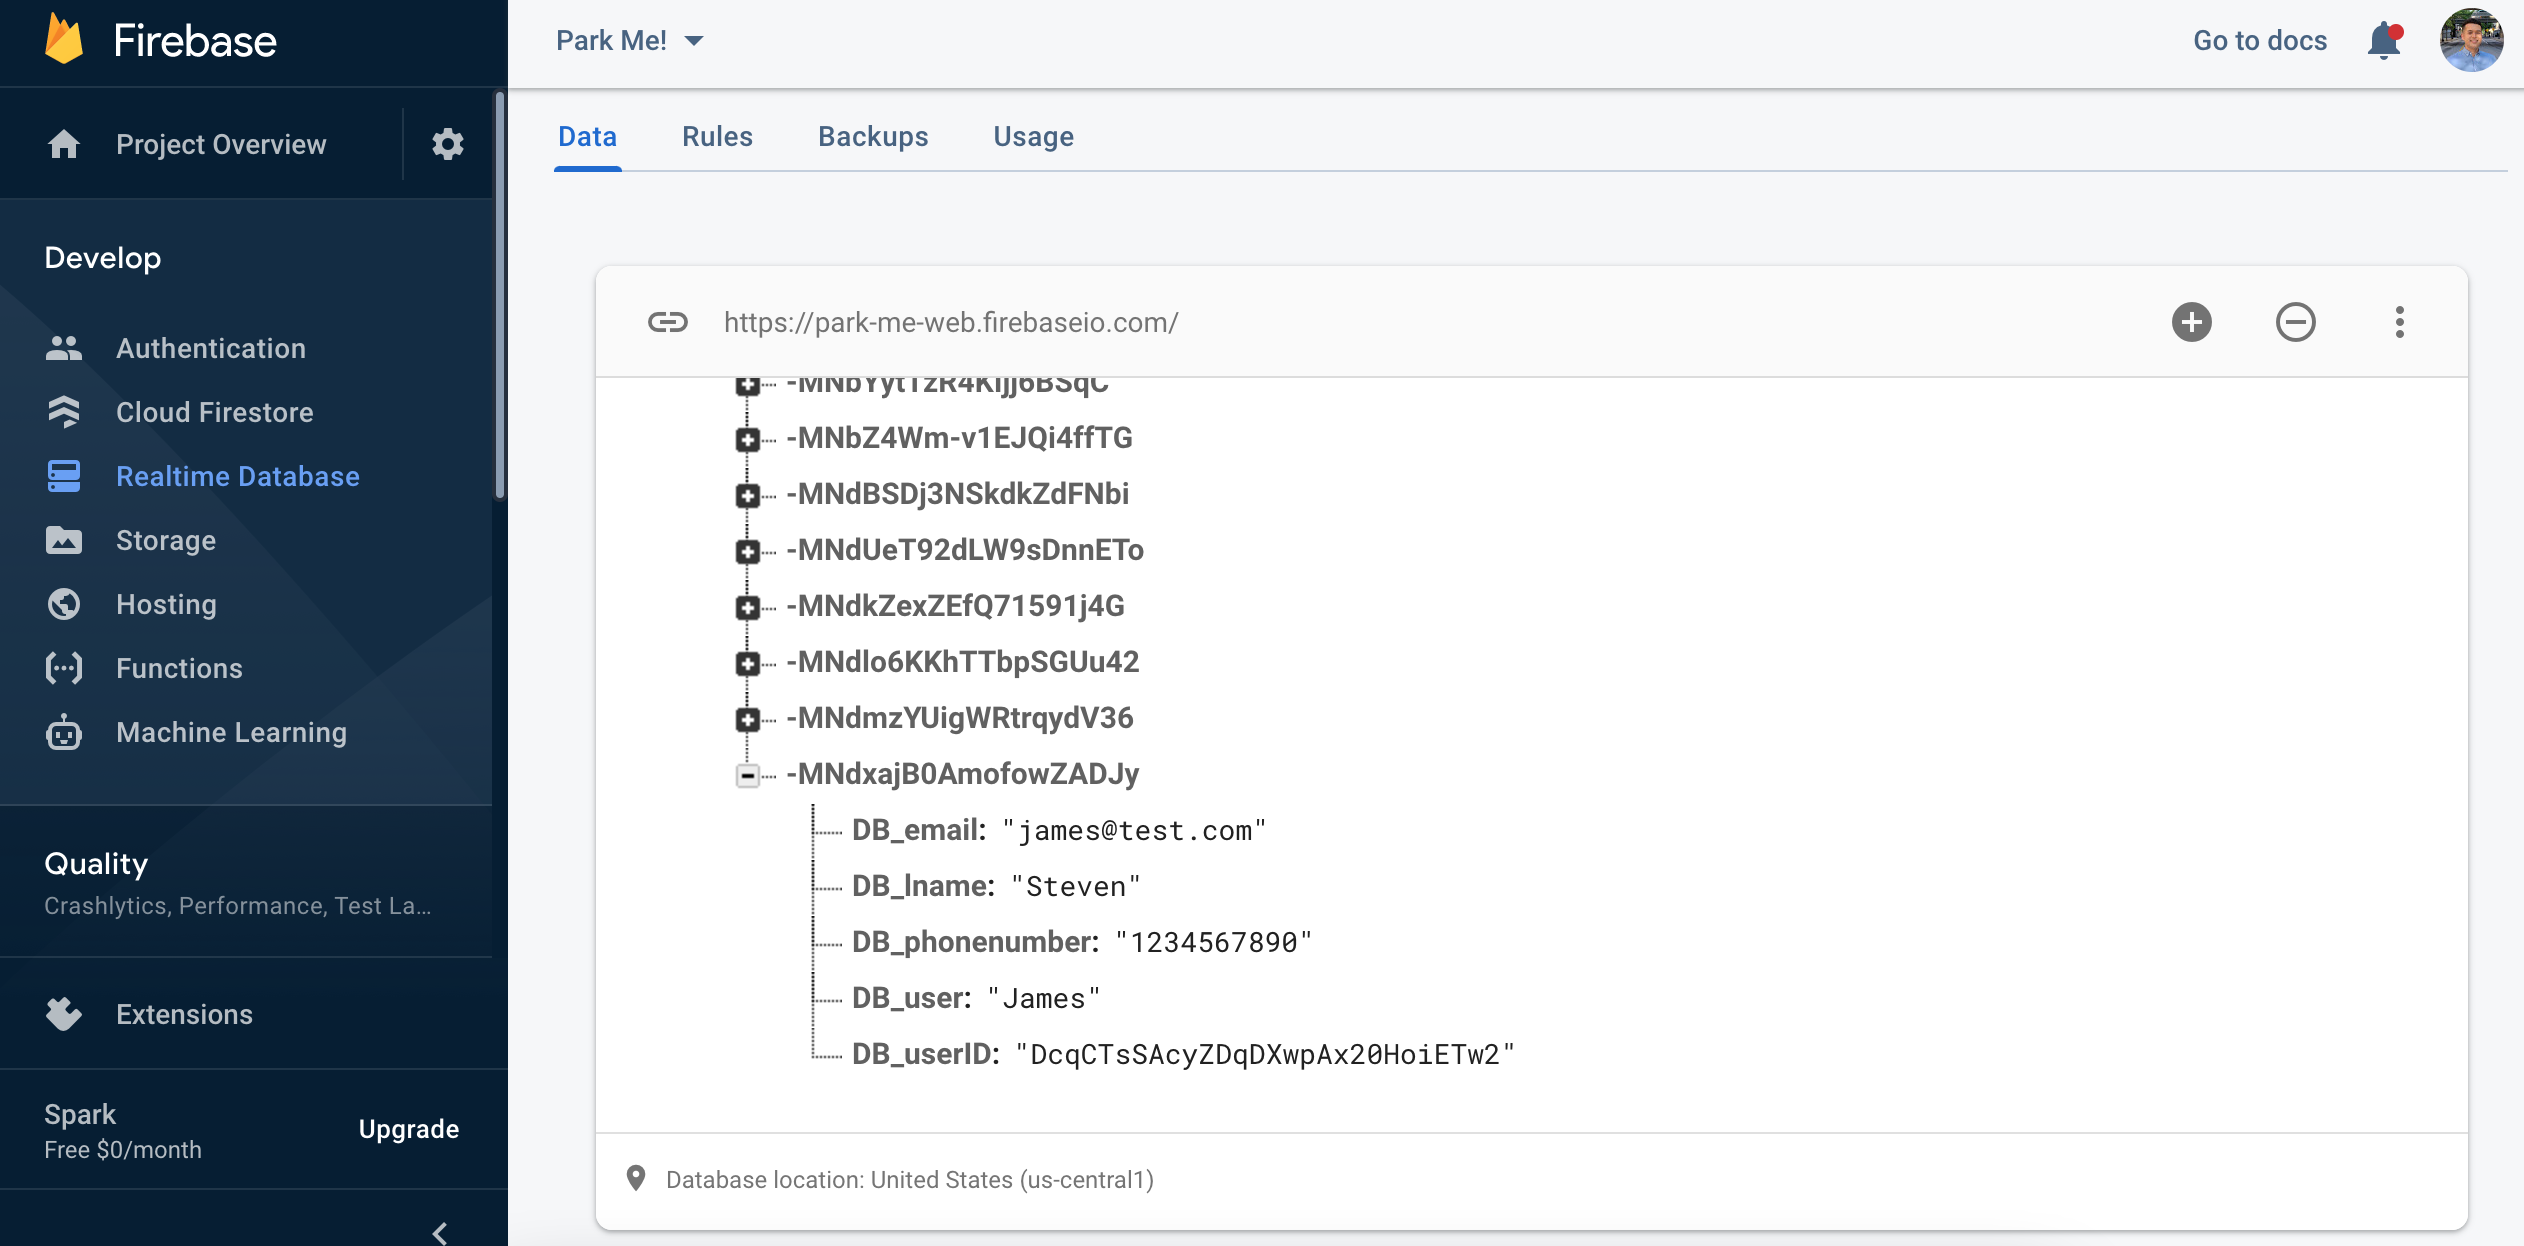 Firebase
Project Overview
Develop
Authentication
Cloud Firestore
Realtime Database
Storage
Hosting
Functions
Machine Learning
Quality
Crashlytics, Performance, Test La...
Extensions
Spark
Free $0/month
Upgrade
Park Me!
Go to docs
Data Rules Backups Usage
https://park-me-web.firebaseio.com/
-MNbZ4Wm-v1EJQi4ffTG
-MNdBSDj3NSkdkZdFNbi
-MNdUeT92dLW9sDnnETo
-MNdkZexZEfQ71591j4G
-MNdlo6KKhTTbpSGUu42
-MNdmzYUigWRtrqydV36
-MNdxajB0AmofowZADJy
DB_email: "james@test.com"
DB_lname: "Steven"
DB_phonenumber: "1234567890"
DB_user: "James"
DB_userID: "DcqCTsSAcyZDqDXwpAx20HoiETw2"
Database location: United States (us-central1)